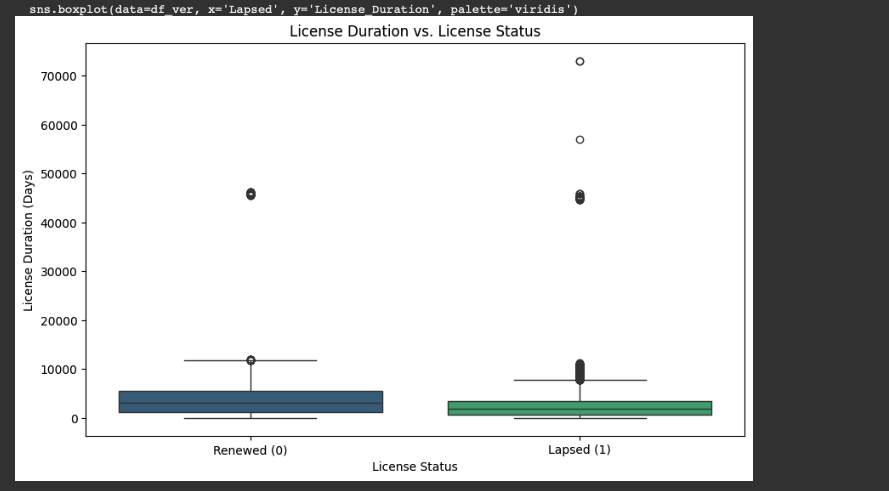 sns.boxplot(data=df_ver, x='Lapsed', y='License_Duration', palette='viridis')
License Duration vs. License Status
License Duration (Days)
70000
60000
50000
40000
30000
20000
10000
0
Renewed (0) Lapsed (1)
License Status